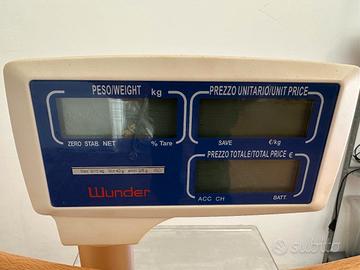 PESO/WEIGHT kg
PREZZO UNITARIO/UNIT PRICE
ZERO STAB. NET % Tare
SAVE €/kg
PREZZO TOTALE/TOTAL PRICE €
Wunder
ACC CH BATT.
subito